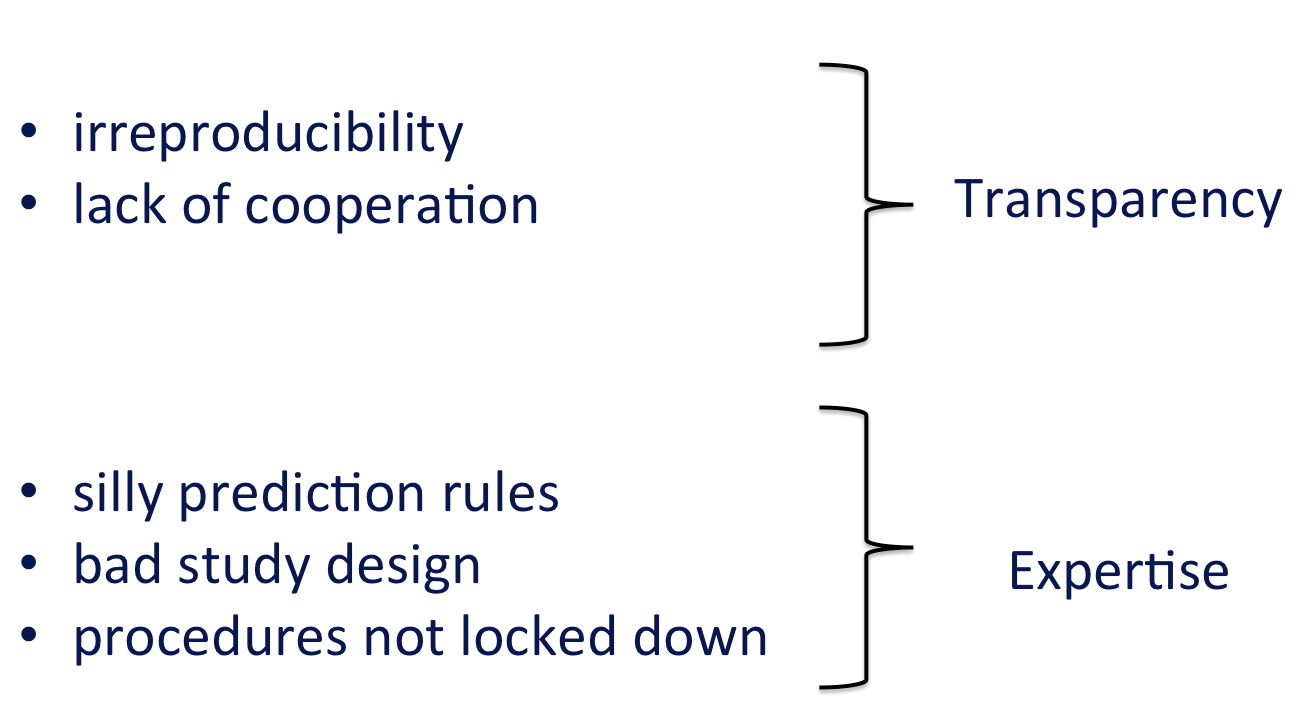 • irreproducibility
• lack of cooperation
Transparency
• silly prediction rules
• bad study design
• procedures not locked down
Expertise